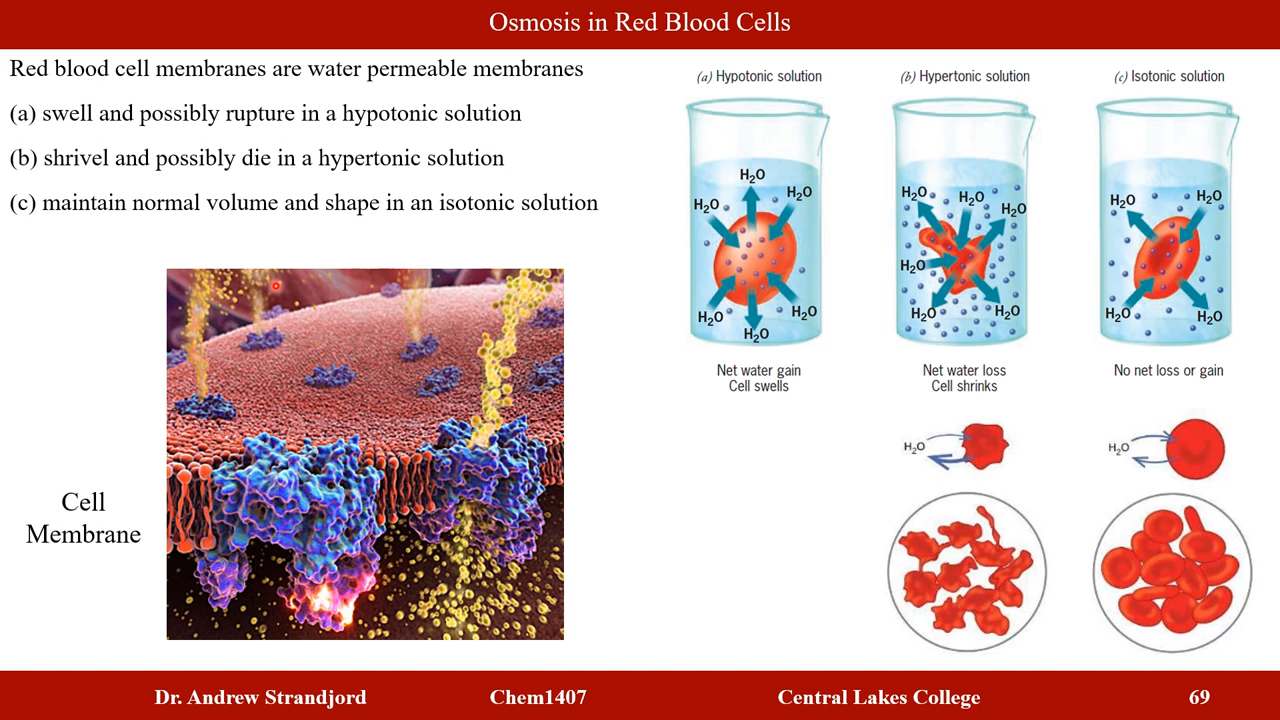 Osmosis in Red Blood Cells
Red blood cell membranes are water permeable membranes
(a) swell and possibly rupture in a hypotonic solution
(b) shrivel and possibly die in a hypertonic solution
(c) maintain normal volume and shape in an isotonic solution
Cell
Membrane
(a) Hypotonic solution
H₂O
H₂O
H₂O
H₂O
H₂O
H₂O
Net water gain
Cell swells
(b) Hypertonic solution
H₂O
H₂O
H₂O
H₂O
H₂O
H₂O
Net water loss
Cell shrinks
H₂O
(c) Isotonic solution
H₂O
H₂O
H₂O
H₂O
No net loss or gain
H₂O
Dr. Andrew Strandjord Chem1407 Central Lakes College 69